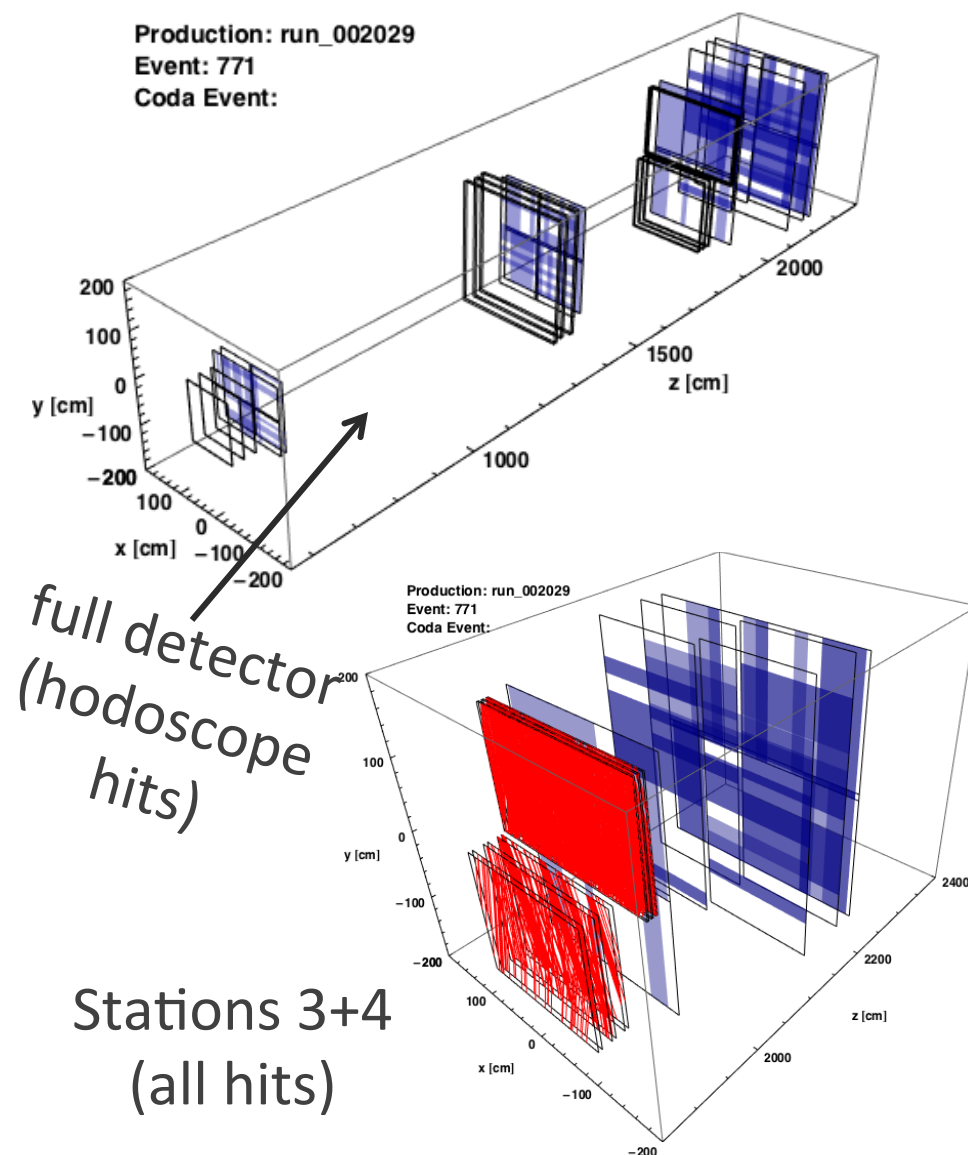 Production: run_002029
Event: 771
Coda Event:
200
100
0
−100
−200
y [cm]
100
0
−100
−200
x [cm]
1000
1500
2000
z [cm]
full detector
(hodoscope
hits)
Production: run_002029
Event: 771
Coda Event:
200
100
0
−100
−200
y [cm]
100
0
−100
−200
x [cm]
2000
2200
2400
z [cm]
Stations 3+4
(all hits)